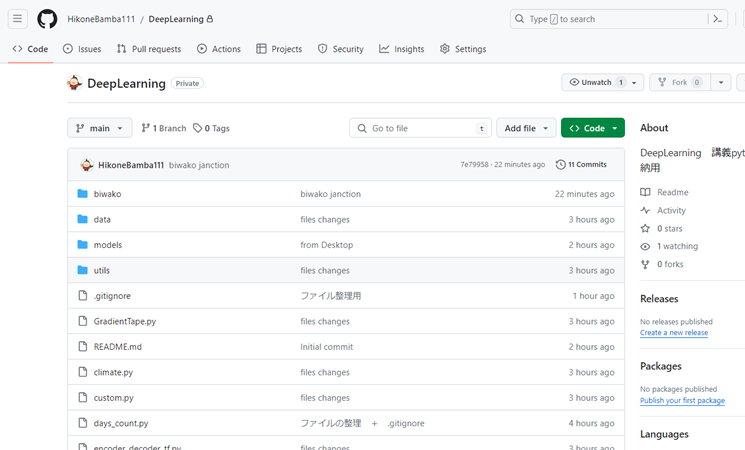 HikoneBamba111 / DeepLearning
Type / to search
Code Issues Pull requests Actions Projects Security Insights Settings
DeepLearning Private
Unwatch 1
Fork 0
main
1 Branch
0 Tags
Go to file t
Add file
Code
HikoneBamba111 biwako janction 7e79958 · 22 minutes ago 11 Commits
biwako biwako janction 22 minutes ago
data files changes 3 hours ago
models from Desktop 2 hours ago
utils files changes 3 hours ago
.gitignore ファイル整理用 1 hour ago
GradientTape.py files changes 3 hours ago
README.md Initial commit 2 hours ago
climate.py files changes 3 hours ago
custom.py files changes 3 hours ago
days_count.py ファイルの整理 + .gitignore 4 hours ago
encoder_decoder_tf.py files changes 3 hours ago
About
DeepLearning 講義pyt
納用
Readme
Activity
0 stars
1 watching
0 forks
Releases
No releases published
Create a new release
Packages
No packages published
Publish your first package
Languages